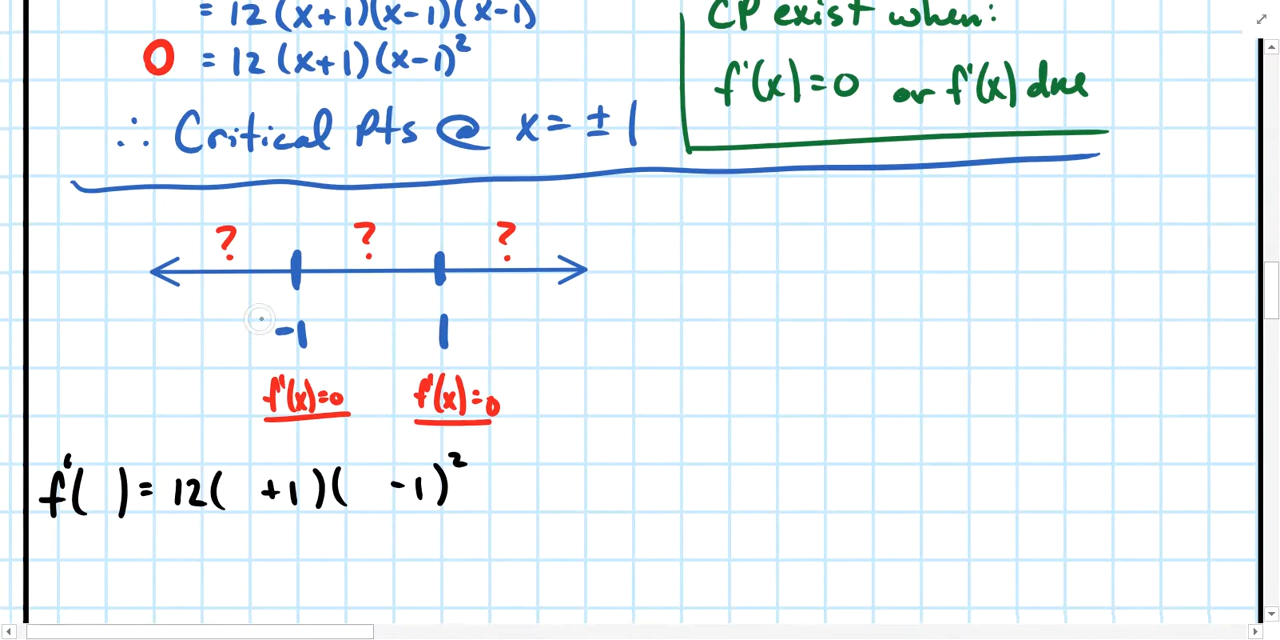 = 12(x+1)(x-1)(x-1)
0 = 12(x+1)(x-1)²
∴ Critical Pts @ x = ± 1
CP exist when:
f'(x)=0 or f'(x) dne
? ? ?
-1 1
f'(x)=0 f'(x)=0
f'( ) = 12( +1)( -1)²